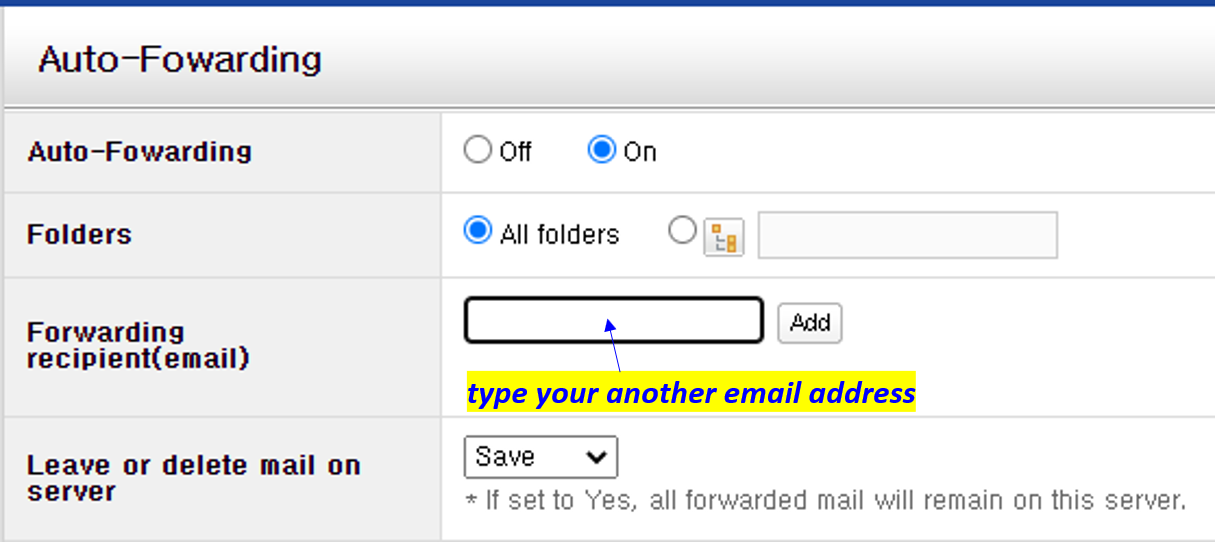 Auto-Fowarding
Auto-Fowarding
Off
On
Folders
All folders
Forwarding
recipient(email)
Add
type your another email address
Leave or delete mail on
server
Save
* If set to Yes, all forwarded mail will remain on this server.